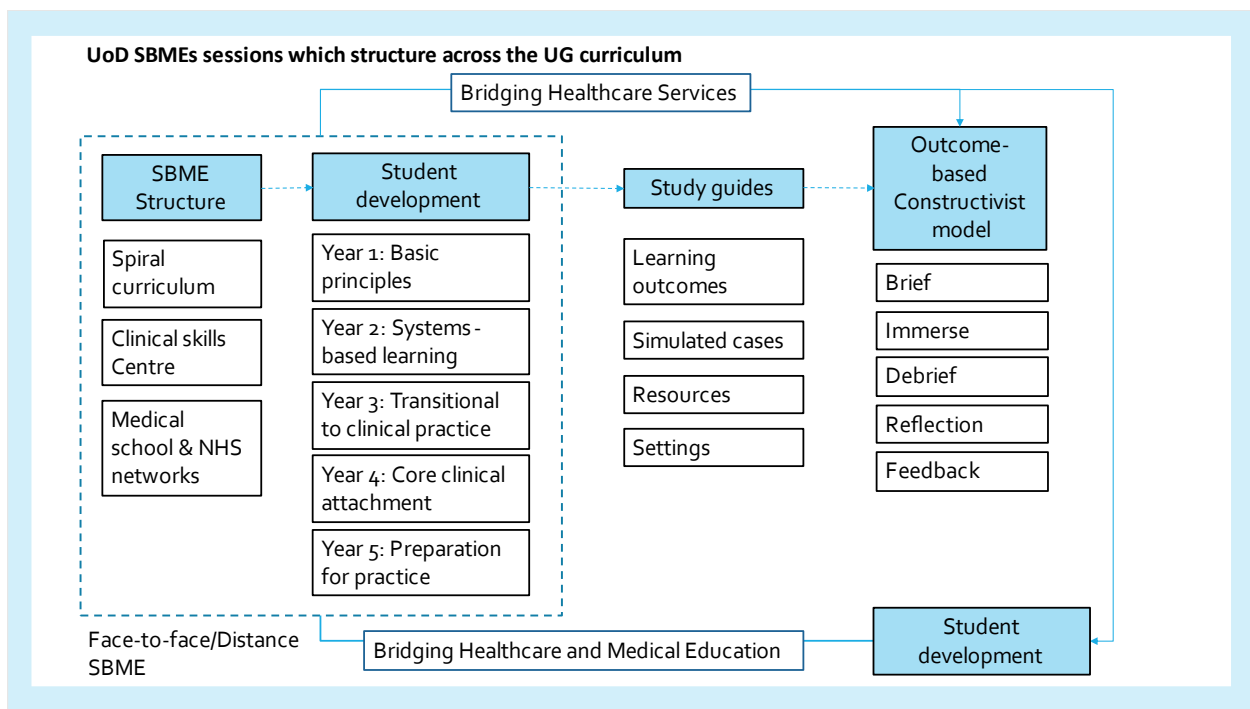 UoD SBMEs sessions which structure across the UG curriculum
Bridging Healthcare Services
SBME
Structure
Spiral
curriculum
Clinical skills
Centre
Medical
school & NHS
networks
Student
development
Year 1: Basic
principles
Year 2: Systems-
based learning
Year 3: Transitional
to clinical practice
Year 4: Core clinical
attachment
Year 5: Preparation
for practice
Study guides
Learning
outcomes
Simulated cases
Resources
Settings
Outcome-
based
Constructivist
model
Brief
Immerse
Debrief
Reflection
Feedback
Face-to-face/Distance
SBME
Bridging Healthcare and Medical Education
Student
development